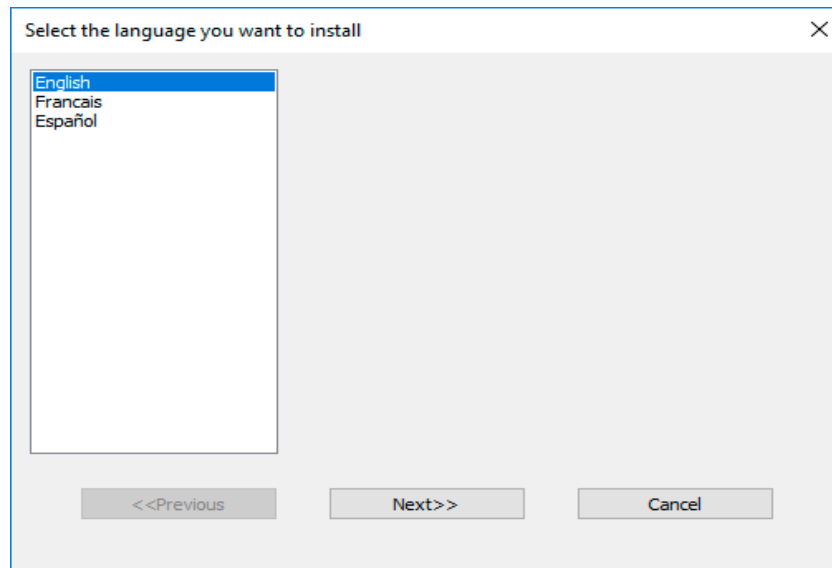 Select the language you want to install
English
Francais
Español
<<Previous
Next>>
Cancel